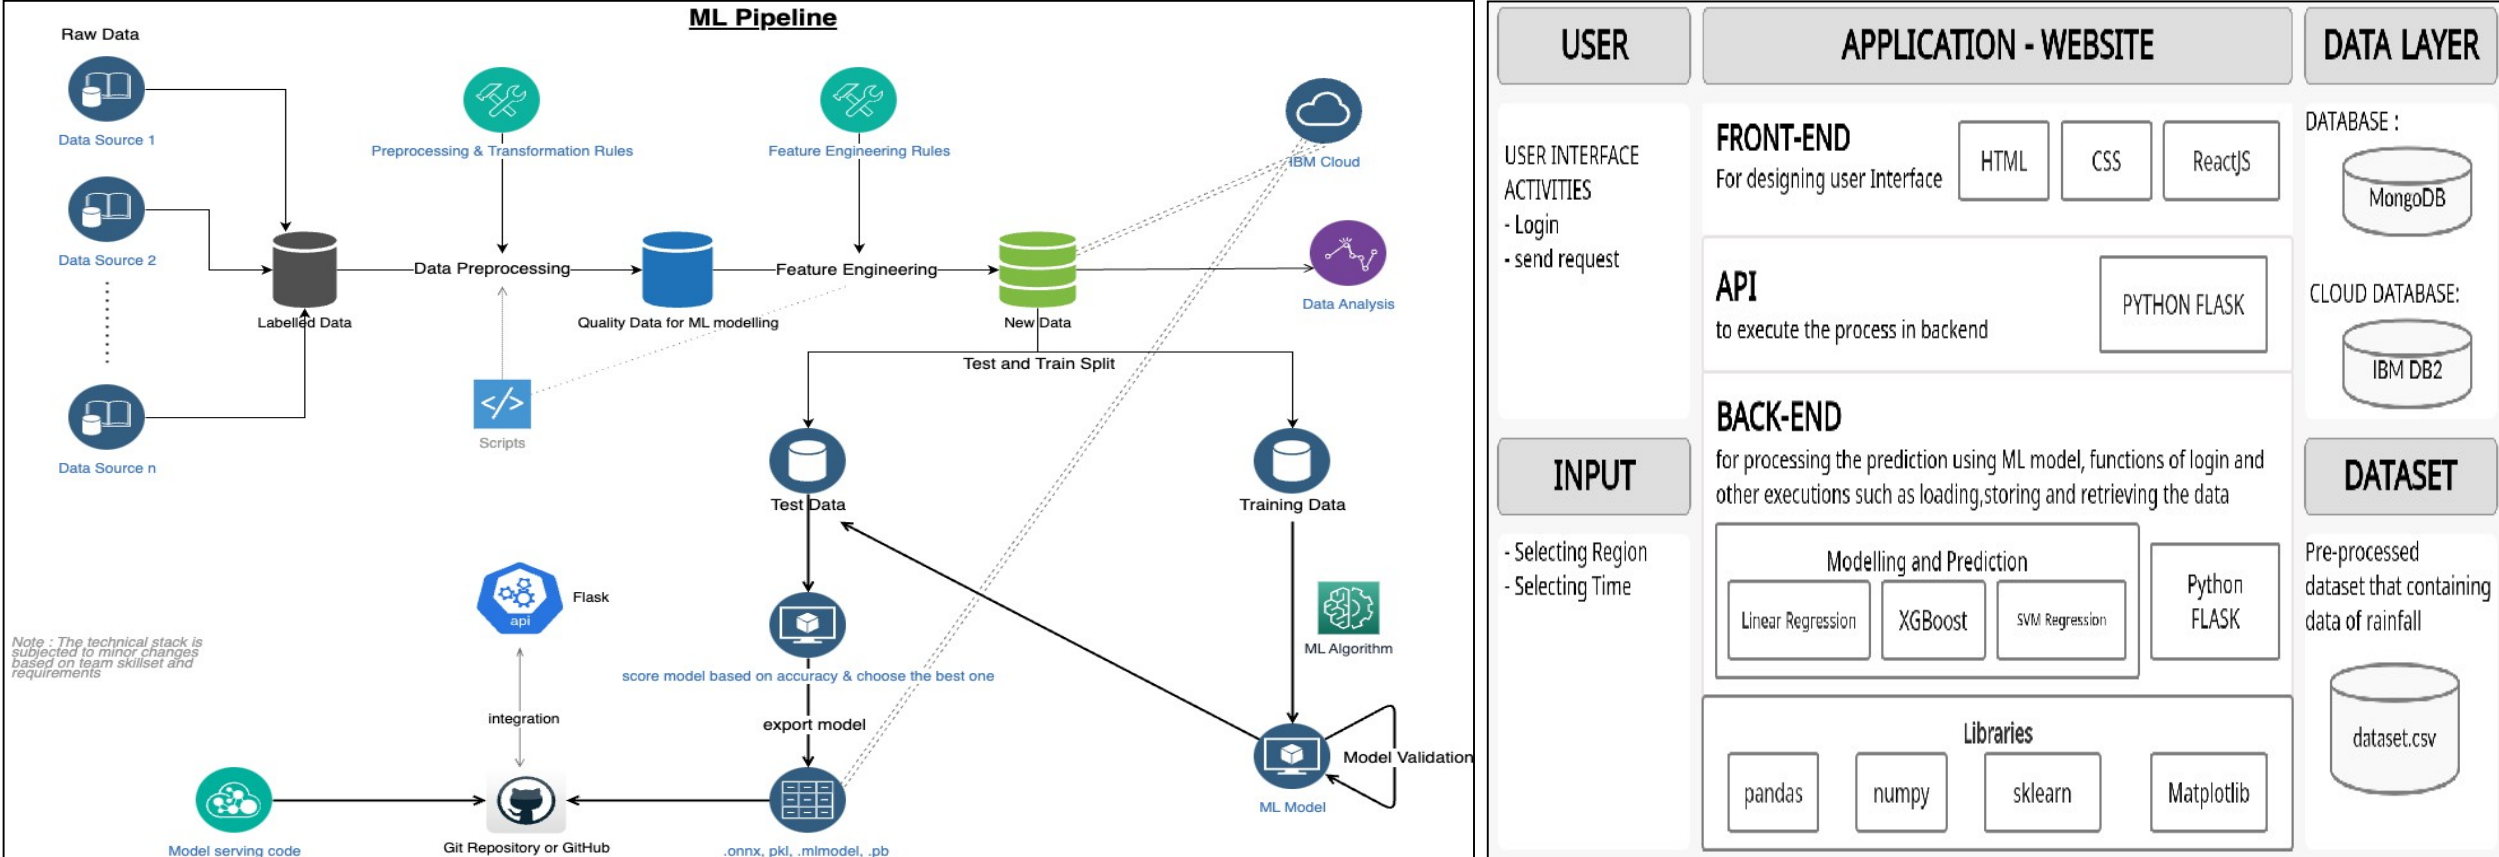 ML Pipeline
Raw Data
Data Source 1
Data Source 2
Data Source n
Preprocessing & Transformation Rules
Feature Engineering Rules
IBM Cloud
Labelled Data
Data Preprocessing
Quality Data for ML modelling
Feature Engineering
New Data
Data Analysis
Test and Train Split
</>
Scripts
Test Data
Training Data
api
Flask
Note : The technical stack is
subjected to minor changes
based on team skillset and
requirements
score model based on accuracy & choose the best one
ML Algorithm
integration
export model
Model Validation
ML Model
Model serving code
Git Repository or GitHub
.onnx, pkl, .mlmodel, .pb
USER
USER INTERFACE
ACTIVITIES
- Login
- send request
INPUT
- Selecting Region
- Selecting Time
APPLICATION - WEBSITE
FRONT-END
For designing user Interface
HTML
CSS
ReactJS
API
to execute the process in backend
PYTHON FLASK
BACK-END
for processing the prediction using ML model, functions of login and
other executions such as loading,storing and retrieving the data
Modelling and Prediction
Linear Regression
XGBoost
SVM Regression
Python
FLASK
Libraries
pandas
numpy
sklearn
Matplotlib
DATA LAYER
DATABASE :
MongoDB
CLOUD DATABASE:
IBM DB2
DATASET
Pre-processed
dataset that containing
data of rainfall
dataset.csv